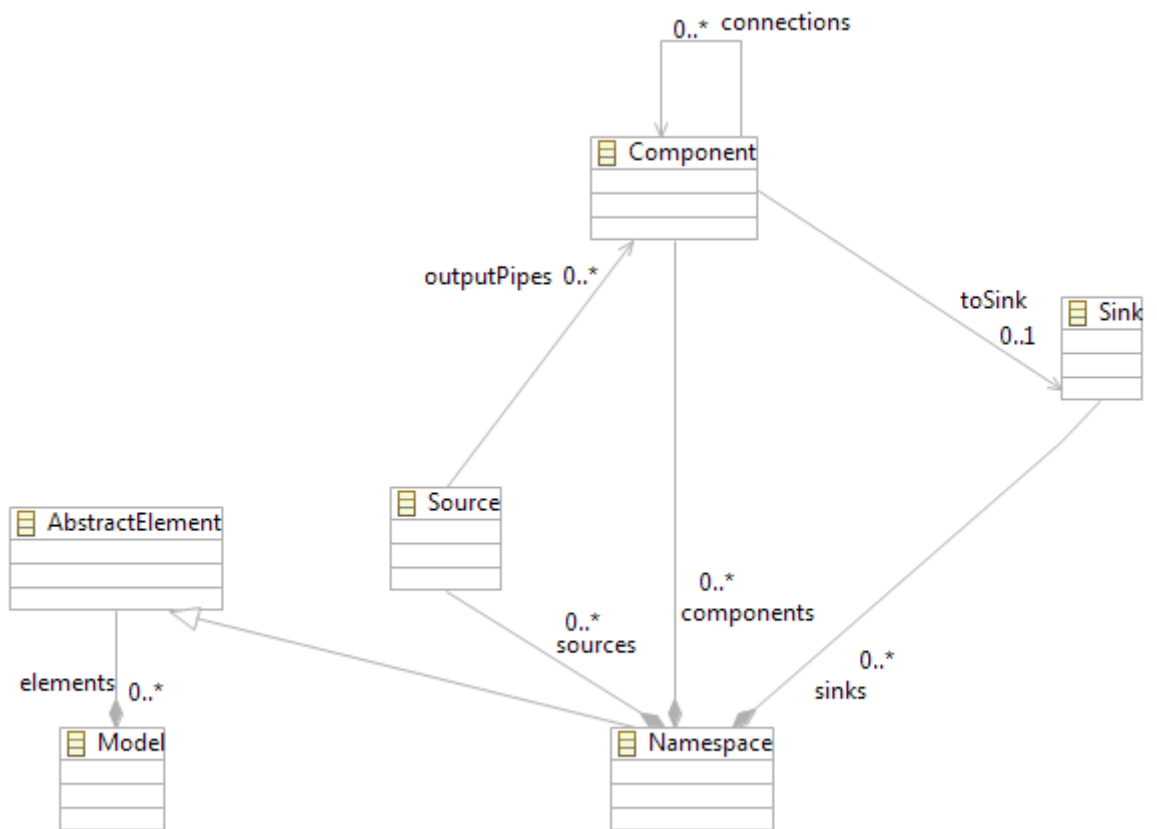 0..* connections
Component
outputPipes 0..*
toSink
0..1
Sink
Source
AbstractElement
0..*
components
0..*
sources
0..*
sinks
elements 0..*
Model
Namespace